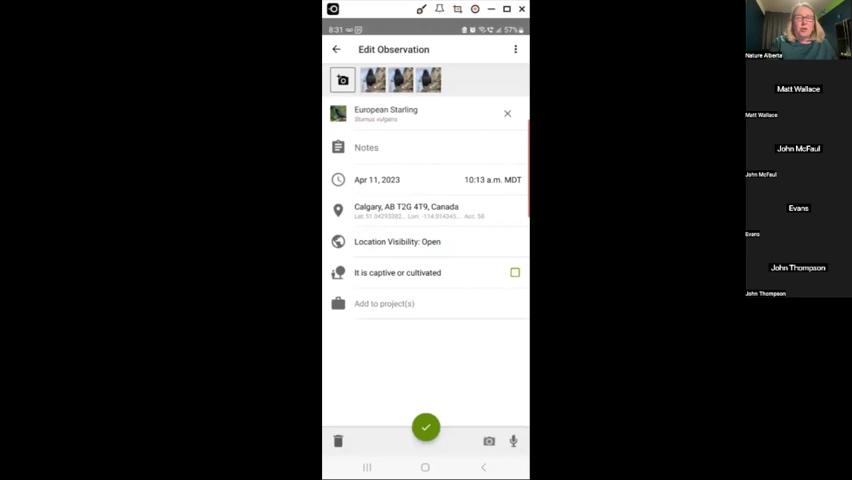 8:31
57%
Edit Observation
European Starling
Sturnus vulgaris
Notes
Apr 11, 2023
10:13 a.m. MDT
Calgary, AB T2G 4T9, Canada
Location Visibility: Open
It is captive or cultivated
Add to project(s)
Nature Alberta
Matt Wallace
Matt Wallace
John McFaul
John McFaul
Evans
Evans
John Thompson
John Thompson